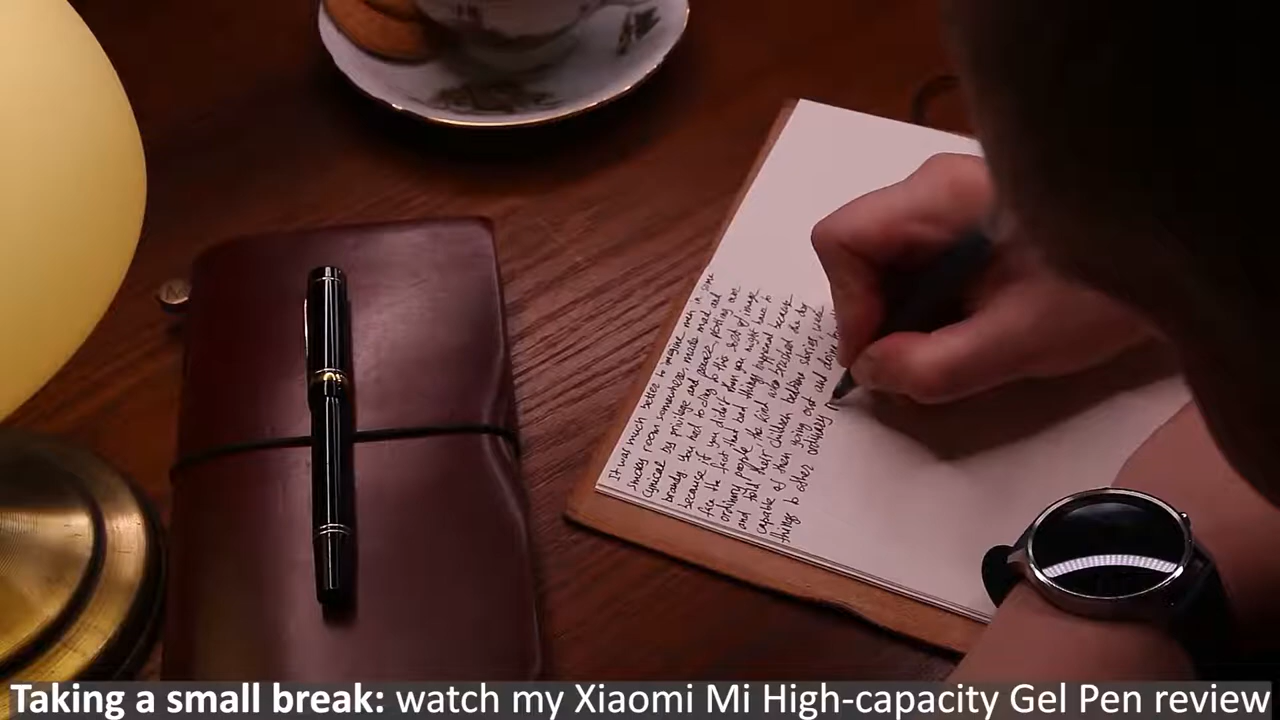 It was much better to imagine men in some
smoky room somewhere, made mad and
cynical by privilege and power, plotting over
brandy. You had to cling to this sort of image,
because if you didn't then you might have to
face the fact that bad things happened because
ordinary people, the kind who brushed the dog
and told their children bedtime stories, were
capable of then going out and doing
things to other ordinary
Taking a small break: watch my Xiaomi Mi High-capacity Gel Pen review